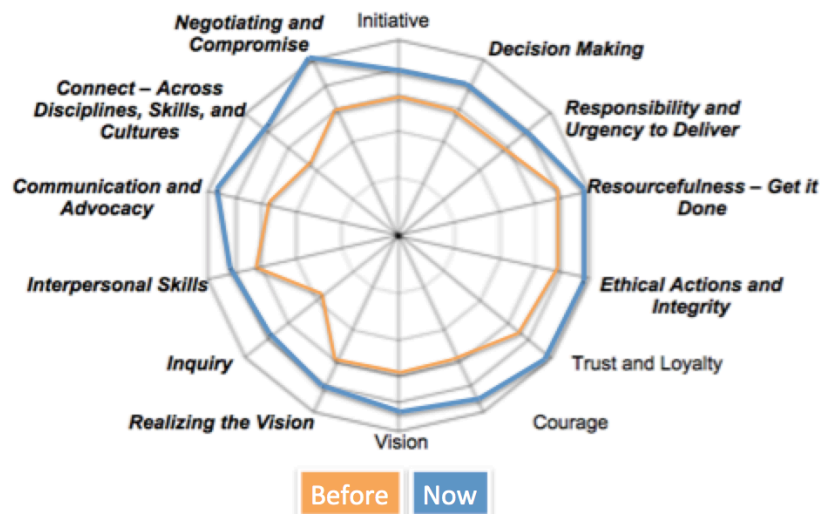 Initiative
Negotiating and
Compromise
Decision Making
Connect – Across
Disciplines, Skills, and
Cultures
Responsibility and
Urgency to Deliver
Communication and
Advocacy
Resourcefulness – Get it
Done
Interpersonal Skills
Ethical Actions and
Integrity
Inquiry
Trust and Loyalty
Realizing the Vision
Courage
Vision
Before
Now